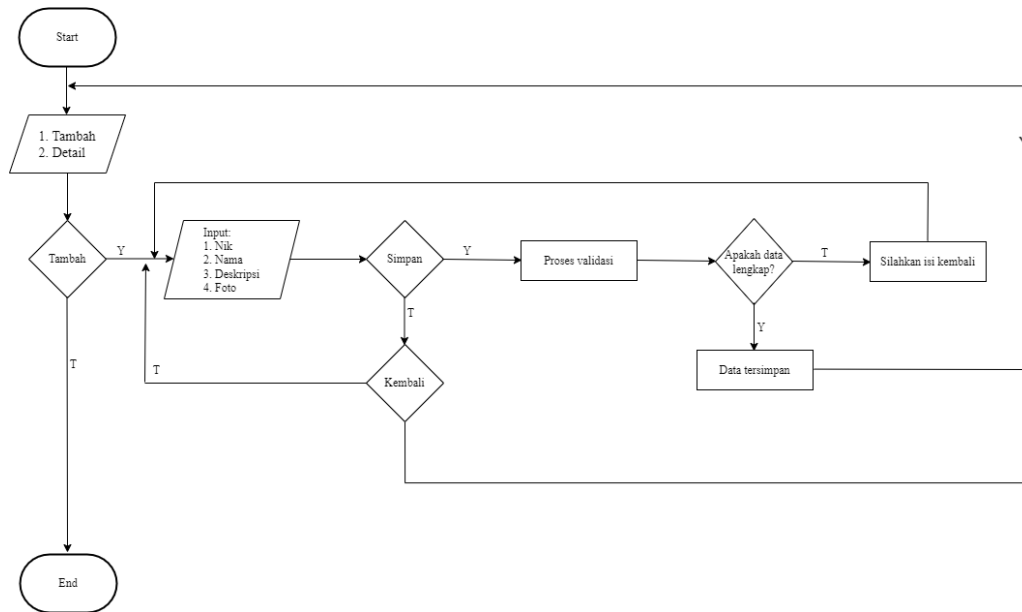 Start
1. Tambah
2. Detail
Tambah
Y
T
Input:
1. Nik
2. Nama
3. Deskripsi
4. Foto
Simpan
Y
T
Kembali
T
Proses validasi
Apakah data
lengkap?
T
Y
Silahkan isi kembali
Data tersimpan
End